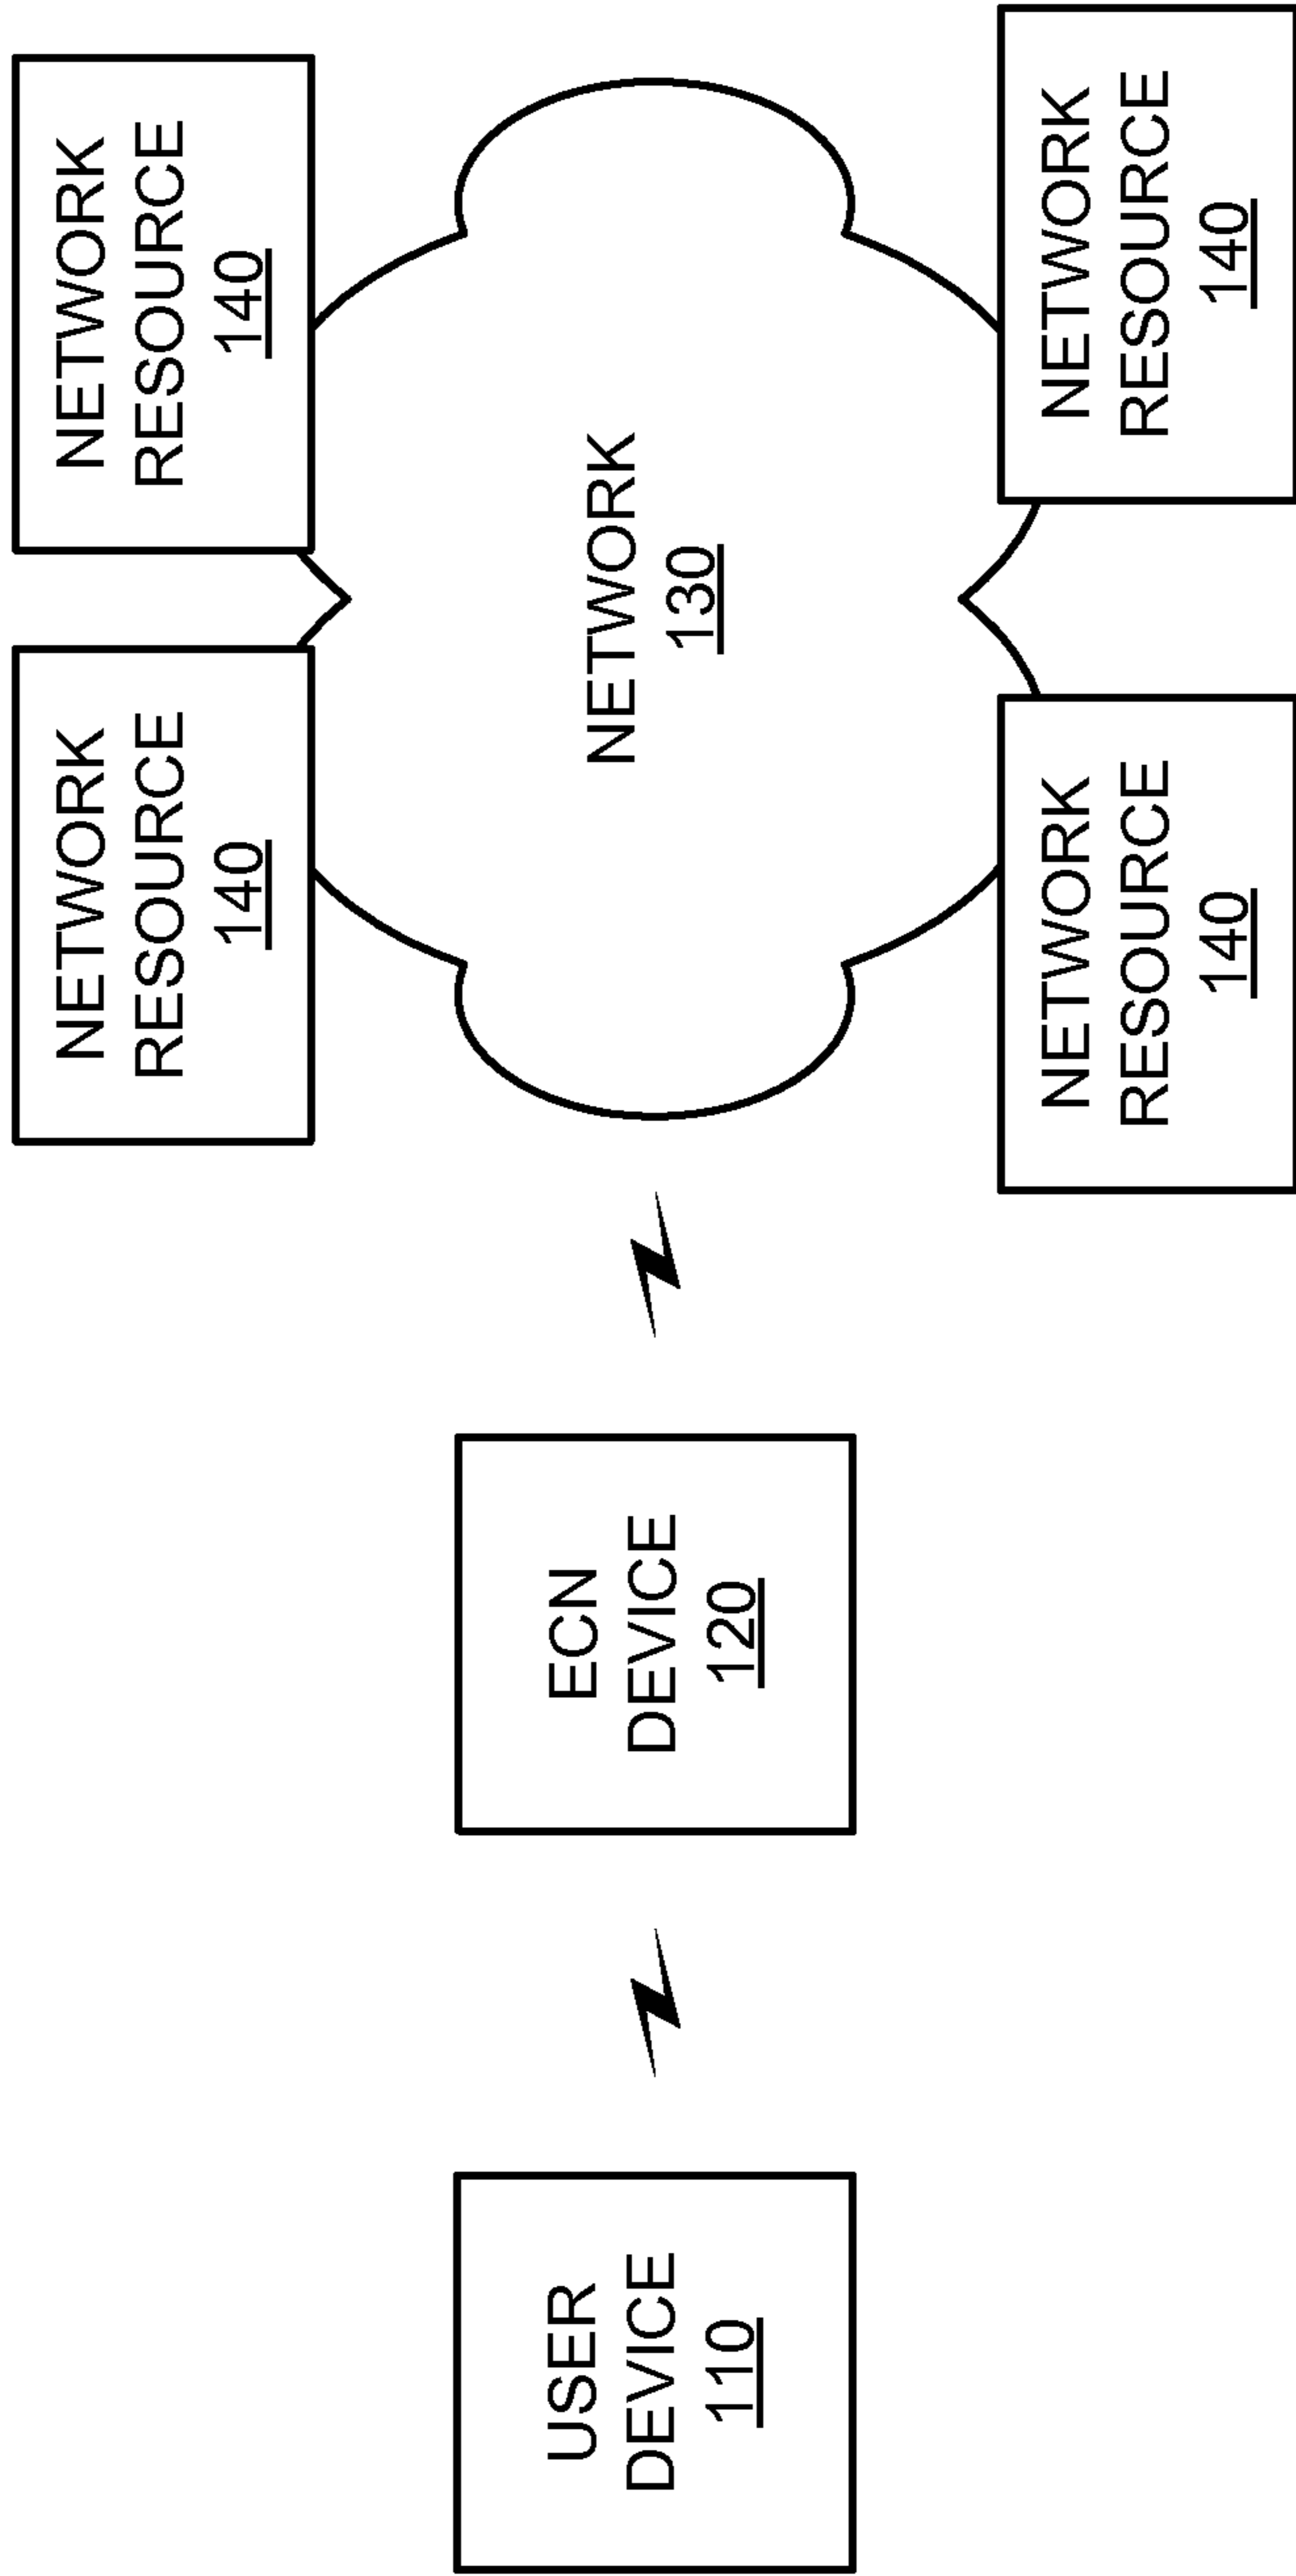 NETWORK
RESOURCE
140
NETWORK
RESOURCE
140
USER
DEVICE
110
ECN
DEVICE
120
NETWORK
130
NETWORK
RESOURCE
140
NETWORK
RESOURCE
140